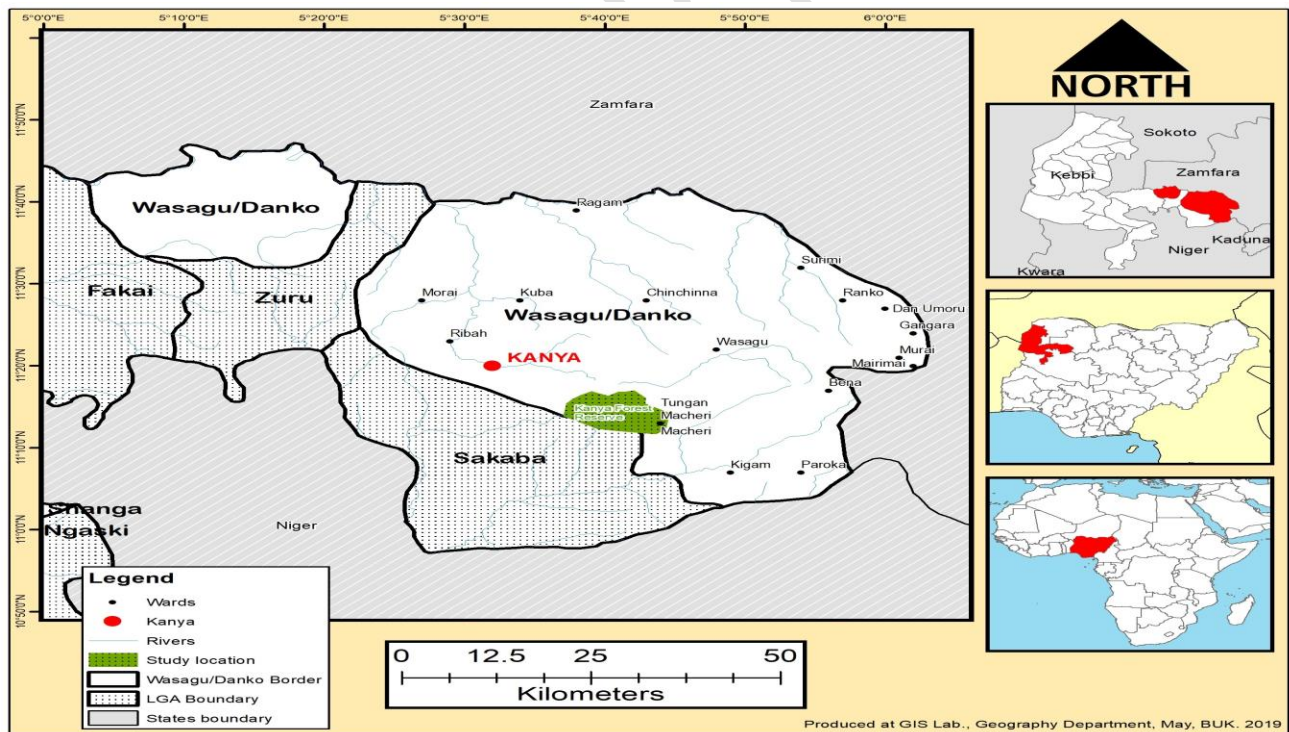 5°0'0"E
5°10'0"E
5°20'0"E
5°30'0"E
5°40'0"E
5°50'0"E
6°0'0"E
11°50'0"N
11°40'0"N
11°30'0"N
11°20'0"N
11°10'0"N
11°0'0"N
10°50'0"N
Zamfara
Wasagu/Danko
Ragam
Surimi
Fakai
Zuru
Morai
Kuba
Chinchinna
Ranko
Wasagu/Danko
Dan Umoru
Gangara
Ribah
Wasagu
Murai
KANYA
Mairimai
Bena
Kanya Forest
Reserve
Tungan
Macheri
Macheri
Sakaba
Kigam
Paroka
Shanga
Ngaski
Niger
Legend
Wards
Kanya
Rivers
Study location
Wasagu/Danko Border
LGA Boundary
States boundary
0 12.5 25 50
Kilometers
NORTH
Sokoto
Zamfara
Kebbi
Niger
Kaduna
Kwara
Produced at GIS Lab., Geography Department, May, BUK. 2019